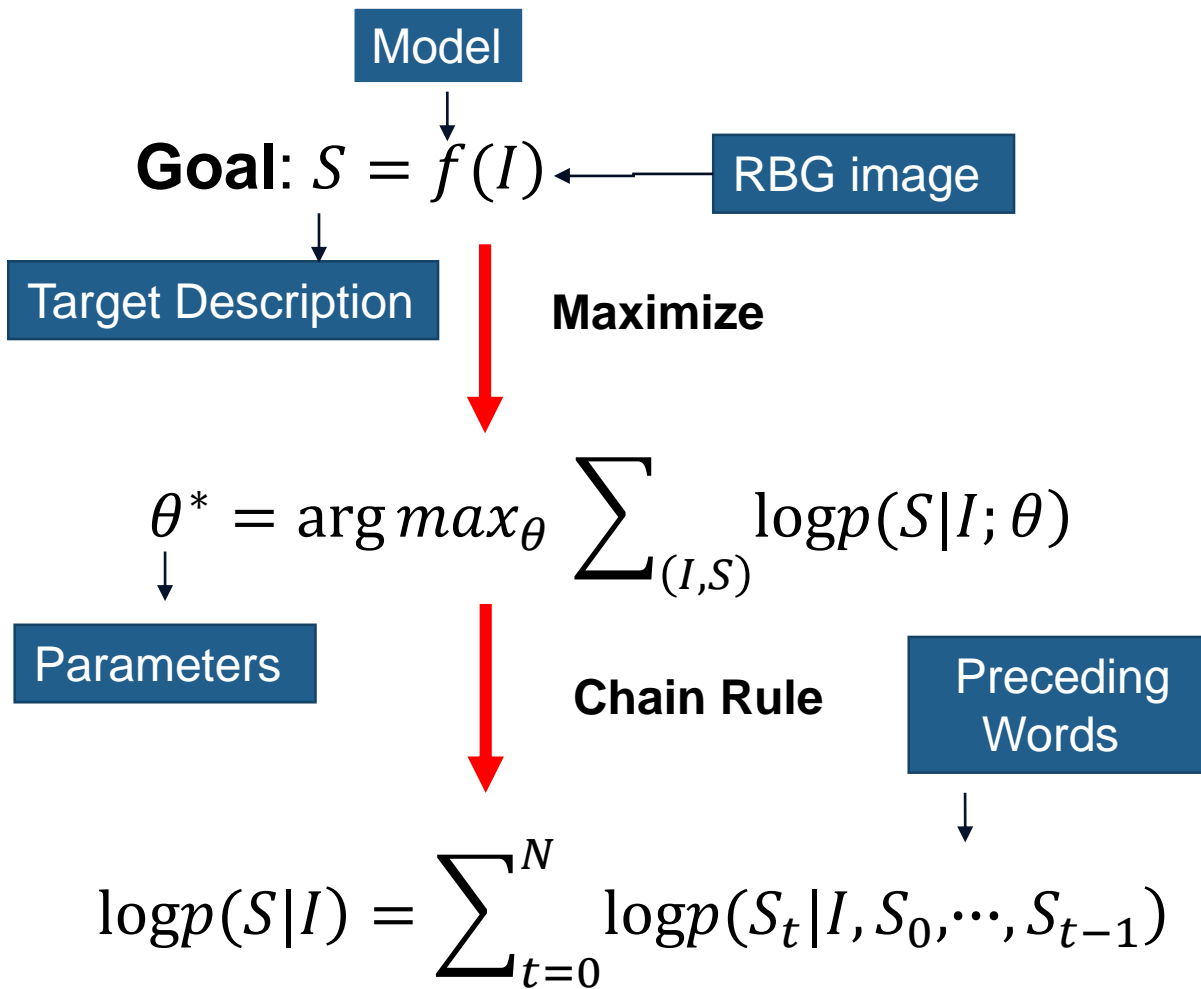 Model
Goal: S = f(I)
RBG image
Target Description
Maximize
θ* = arg max_θ ∑_(I,S) logp(S|I; θ)
Parameters
Chain Rule
Preceding
Words
logp(S|I) = ∑_{t=0}^{N} logp(S_t|I, S_0,⋯, S_{t−1})